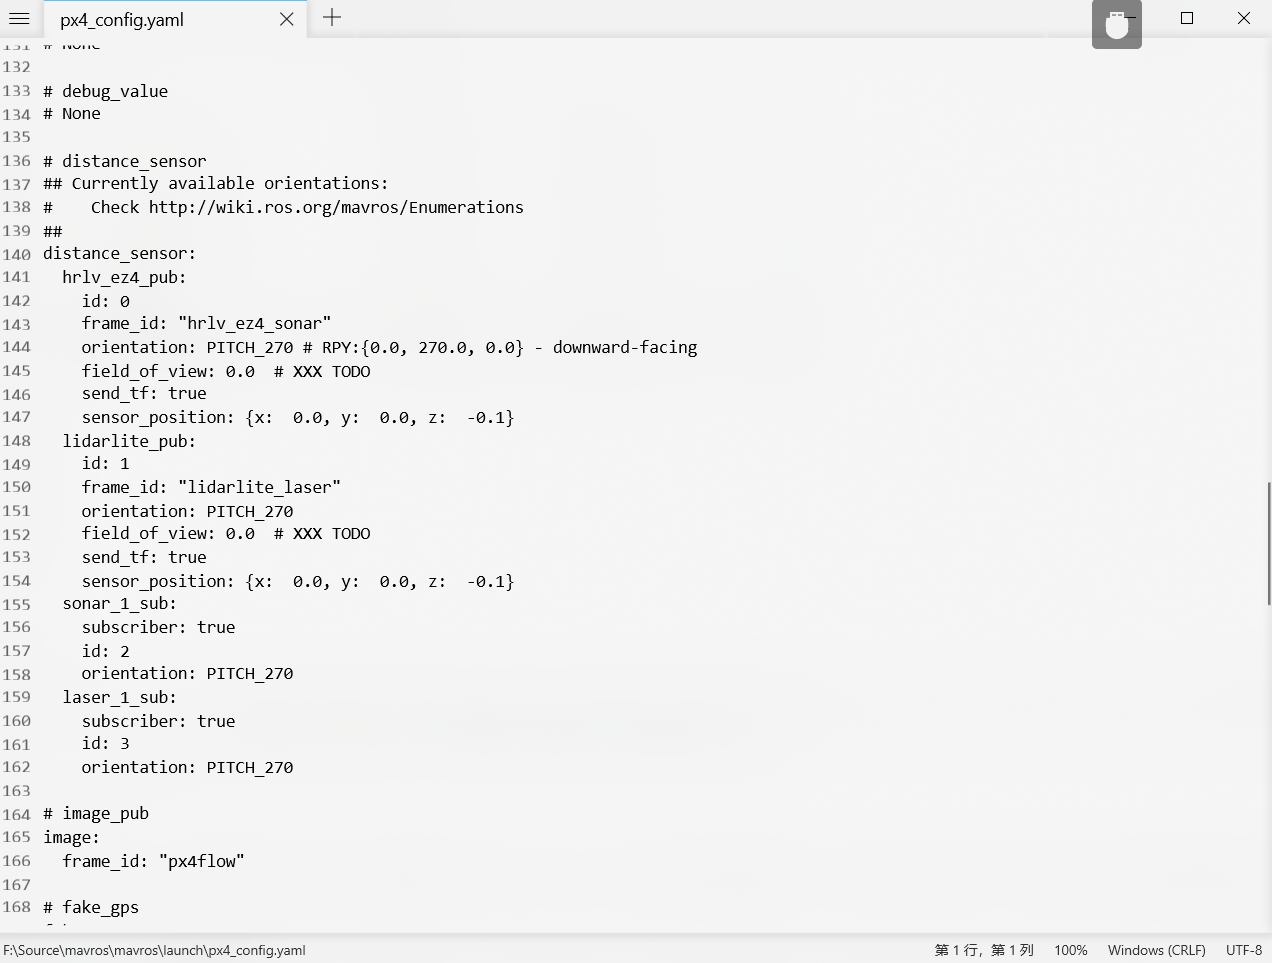 px4_config.yaml
131 # None
132
133 # debug_value
134 # None
135
136 # distance_sensor
137 ## Currently available orientations:
138 #    Check http://wiki.ros.org/mavros/Enumerations
139 ##
140 distance_sensor:
141   hrlv_ez4_pub:
142     id: 0
143     frame_id: "hrlv_ez4_sonar"
144     orientation: PITCH_270 # RPY:{0.0, 270.0, 0.0} - downward-facing
145     field_of_view: 0.0  # XXX TODO
146     send_tf: true
147     sensor_position: {x:  0.0, y:  0.0, z:  -0.1}
148   lidarlite_pub:
149     id: 1
150     frame_id: "lidarlite_laser"
151     orientation: PITCH_270
152     field_of_view: 0.0  # XXX TODO
153     send_tf: true
154     sensor_position: {x:  0.0, y:  0.0, z:  -0.1}
155   sonar_1_sub:
156     subscriber: true
157     id: 2
158     orientation: PITCH_270
159   laser_1_sub:
160     subscriber: true
161     id: 3
162     orientation: PITCH_270
163
164 # image_pub
165 image:
166   frame_id: "px4flow"
167
168 # fake_gps
F:\Source\mavros\mavros\launch\px4_config.yaml 第 1 行，第 1 列 100% Windows (CRLF) UTF-8